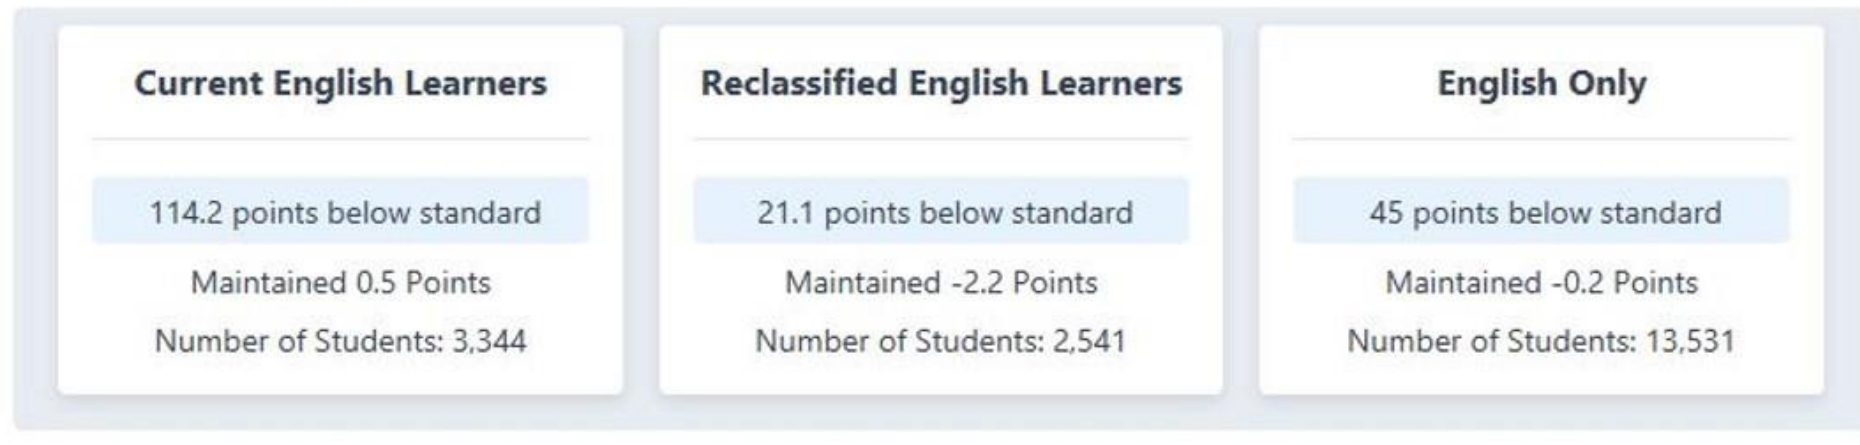 Current English Learners
114.2 points below standard
Maintained 0.5 Points
Number of Students: 3,344
Reclassified English Learners
21.1 points below standard
Maintained -2.2 Points
Number of Students: 2,541
English Only
45 points below standard
Maintained -0.2 Points
Number of Students: 13,531